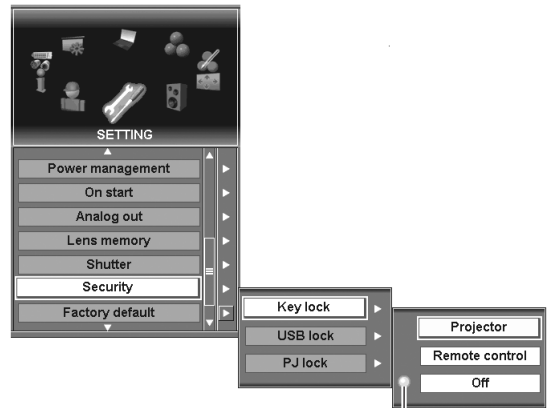 SETTING
Power management
On start
Analog out
Lens memory
Shutter
Security
Factory default
Key lock
USB lock
PJ lock
Projector
Remote control
Off